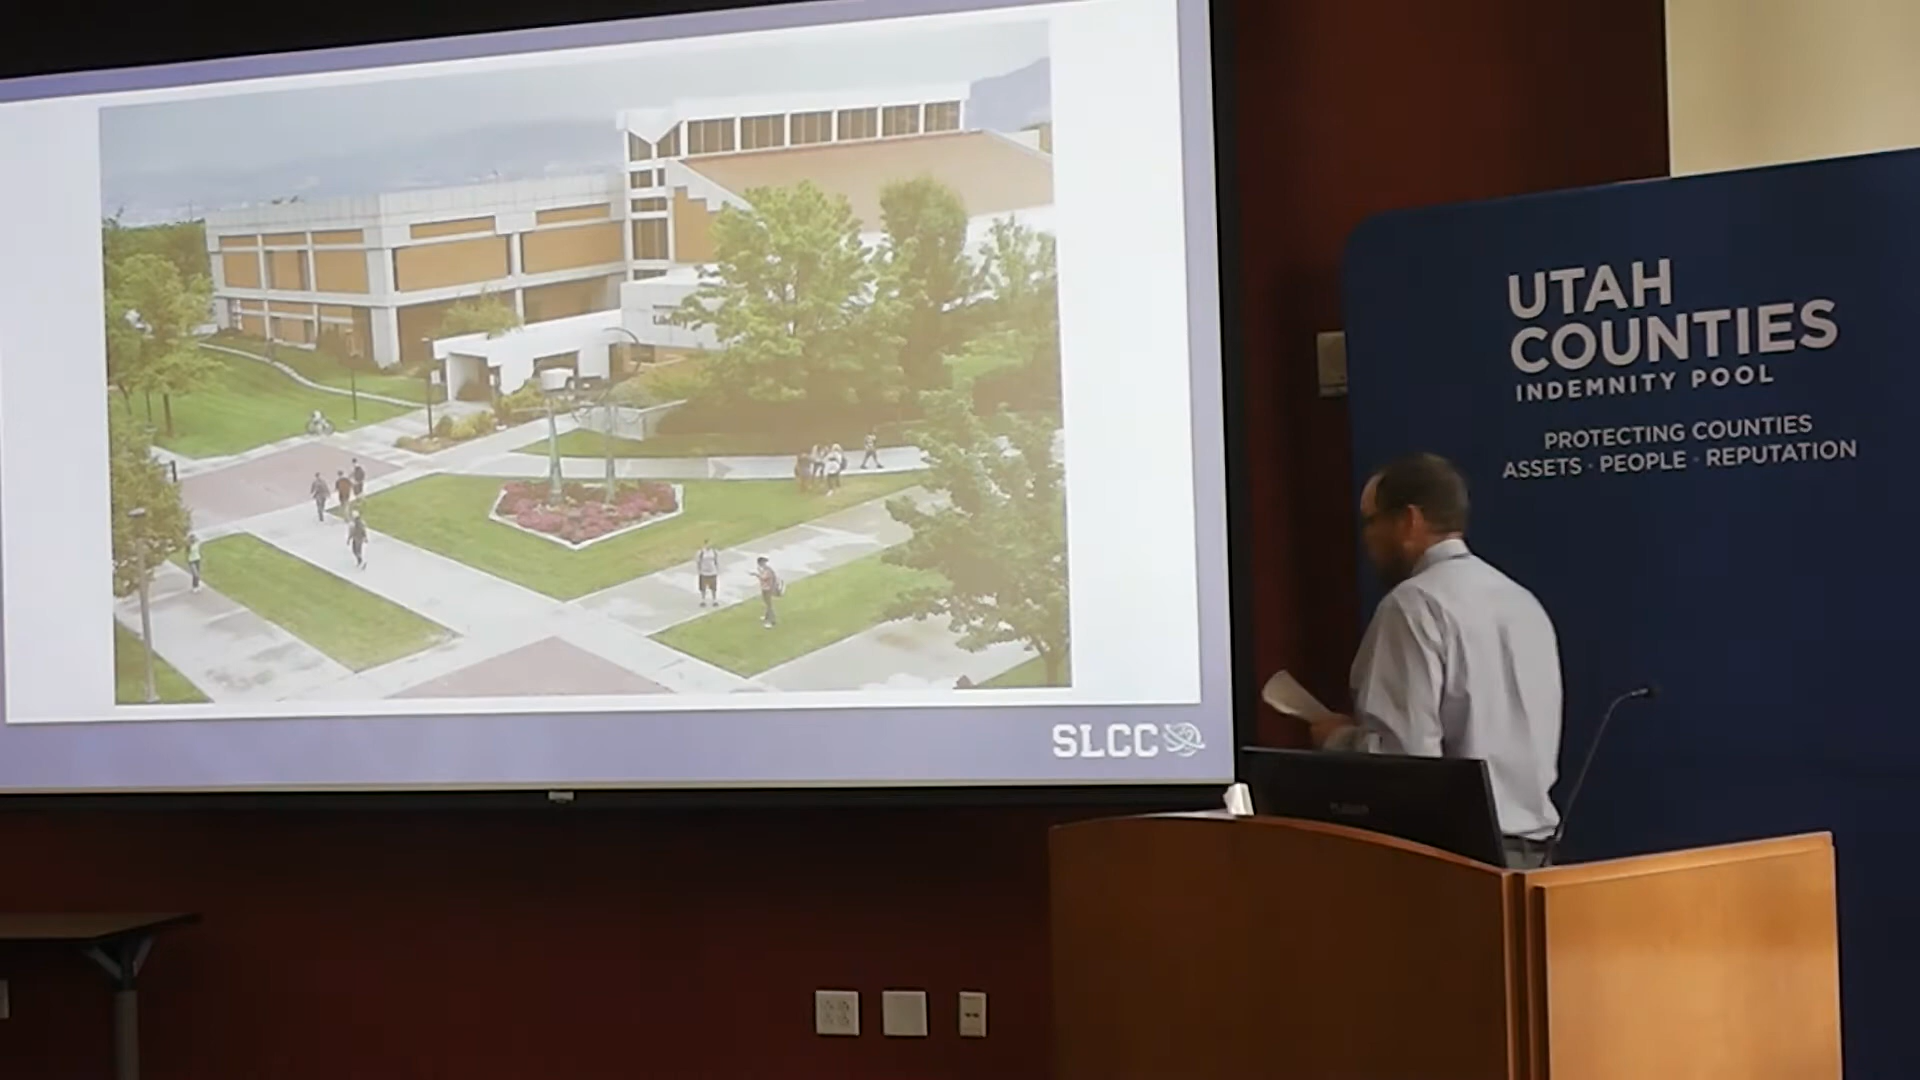 SLCC
UTAH
COUNTIES
INDEMNITY POOL
PROTECTING COUNTIES
ASSETS · PEOPLE · REPUTATION